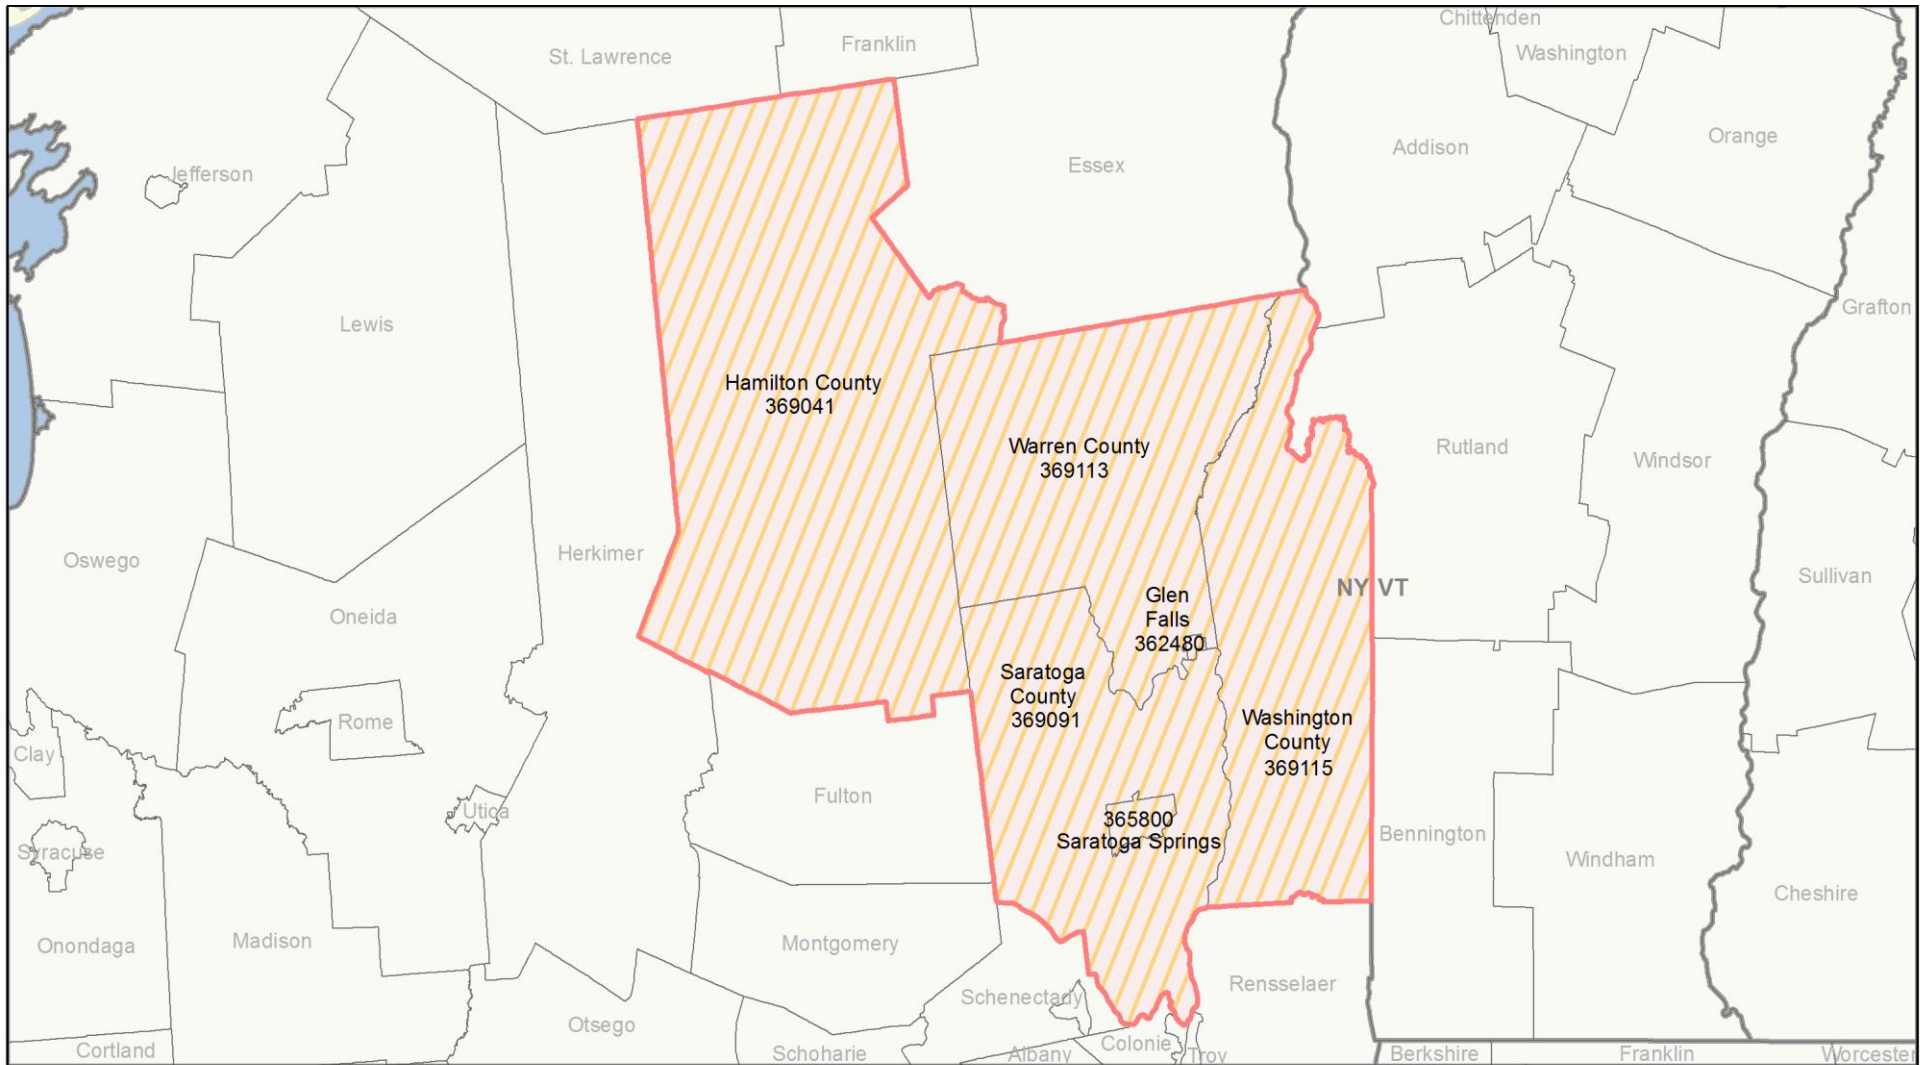 Chittenden
Franklin
St. Lawrence
Washington
Orange
Addison
Essex
Jefferson
Grafton
Lewis
Hamilton County
369041
Warren County
369113
Rutland
Windsor
Herkimer
Oswego
Sullivan
NY VT
Glen
Falls
362480
Oneida
Saratoga
County
369091
Washington
County
369115
Rome
Clay
Fulton
Utica
365800
Saratoga Springs
Bennington
Syracuse
Windham
Cheshire
Onondaga
Madison
Montgomery
Rensselaer
Schenectady
Otsego
Colonie
Cortland
Schoharie
Albany
Troy
Berkshire
Franklin
Worcester